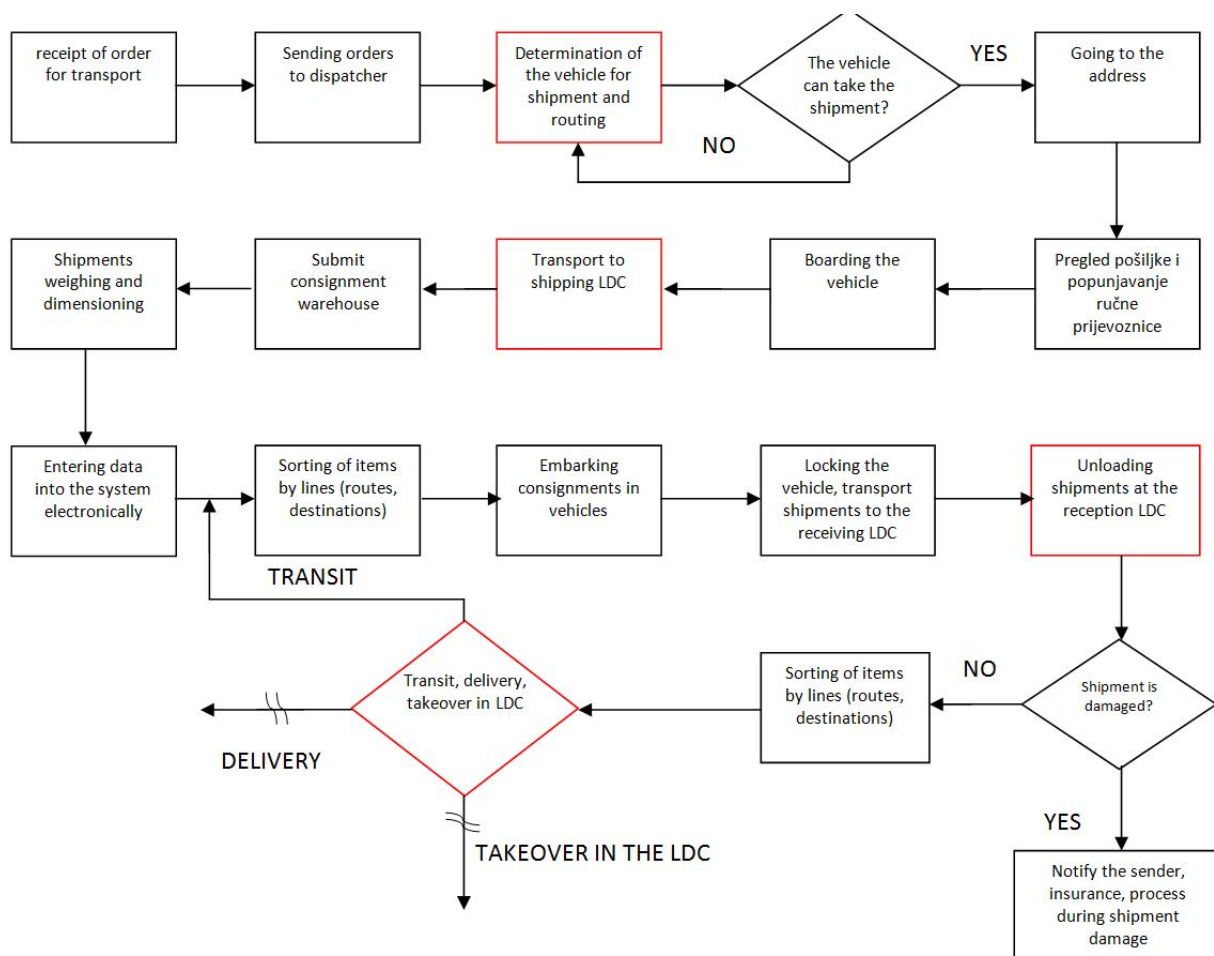 receipt of order
for transport
Sending orders
to dispatcher
Determination of
the vehicle for
shipment and
routing
The vehicle
can take the
shipment?
YES
NO
Going to the
address
Shipments
weighing and
dimensioning
Submit
consignment
warehouse
Transport to
shipping LDC
Boarding the
vehicle
Pregled pošiljke i
popunjavanje
ručne
prijevoznice
Entering data
into the system
electronically
Sorting of items
by lines (routes,
destinations)
Embarking
consignments in
vehicles
Locking the
vehicle, transport
shipments to the
receiving LDC
Unloading
shipments at the
reception LDC
TRANSIT
Transit, delivery,
takeover in LDC
Sorting of items
by lines (routes,
destinations)
NO
Shipment is
damaged?
DELIVERY
YES
TAKEOVER IN THE LDC
Notify the sender,
insurance, process
during shipment
damage